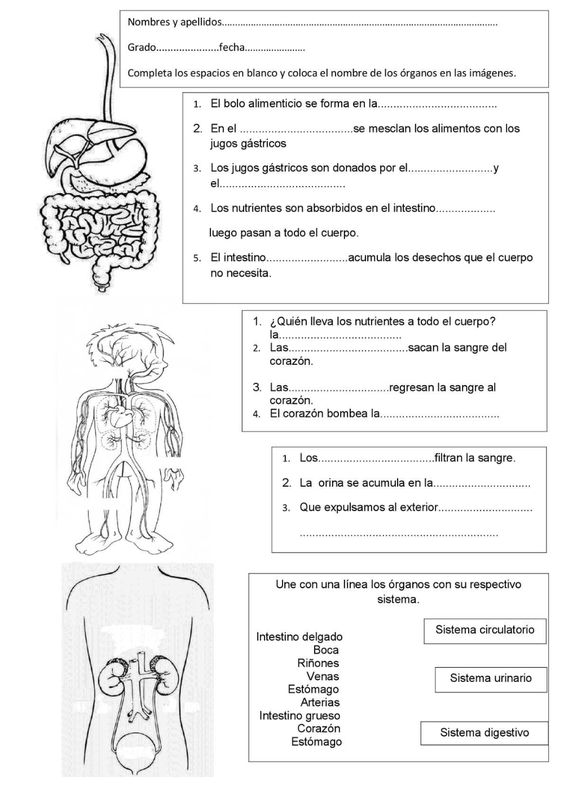 Nombres y apellidos...........................................................................................
Grado......................fecha......................
Completa los espacios en blanco y coloca el nombre de los órganos en las imágenes.
1. El bolo alimenticio se forma en la......................................
2. En el ....................................se mesclan los alimentos con los
jugos gástricos
3. Los jugos gástricos son donados por el...........................y
el........................................
4. Los nutrientes son absorbidos en el intestino...................
luego pasan a todo el cuerpo.
5. El intestino..........................acumula los desechos que el cuerpo
no necesita.
1. ¿Quién lleva los nutrientes a todo el cuerpo?
la.......................................
2. Las......................................sacan la sangre del
corazón.
3. Las................................regresan la sangre al
corazón.
4. El corazón bombea la......................................
1. Los.....................................filtran la sangre.
2. La orina se acumula en la...............................
3. Que expulsamos al exterior..............................
...............................................................
Une con una línea los órganos con su respectivo
sistema.
Intestino delgado
Boca
Riñones
Venas
Estómago
Arterias
Intestino grueso
Corazón
Estómago
Sistema circulatorio
Sistema urinario
Sistema digestivo